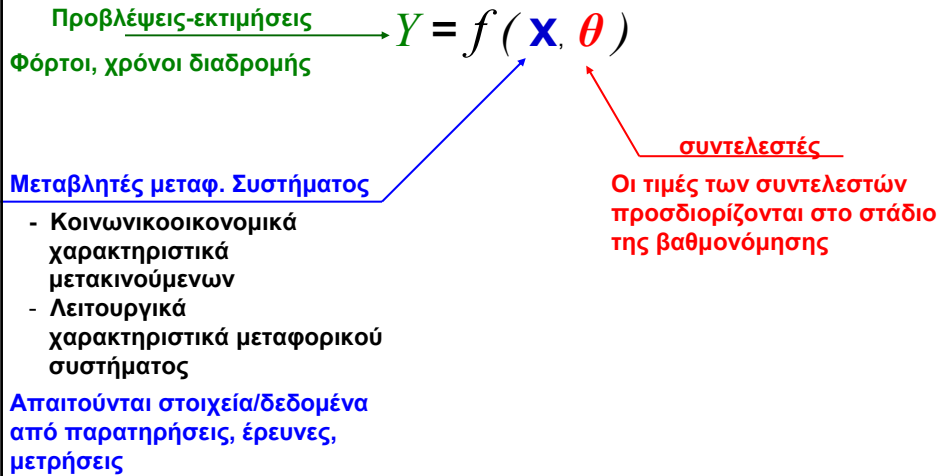 Προβλέψεις-εκτιμήσεις
Y = f ( x, θ )
Φόρτοι, χρόνοι διαδρομής
συντελεστές
Οι τιμές των συντελεστών
προσδιορίζονται στο στάδιο
της βαθμονόμησης
Μεταβλητές μεταφ. Συστήματος
- Κοινωνικοοικονομικά
χαρακτηριστικά
μετακινούμενων
- Λειτουργικά
χαρακτηριστικά μεταφορικού
συστήματος
Απαιτούνται στοιχεία/δεδομένα
από παρατηρήσεις, έρευνες,
μετρήσεις